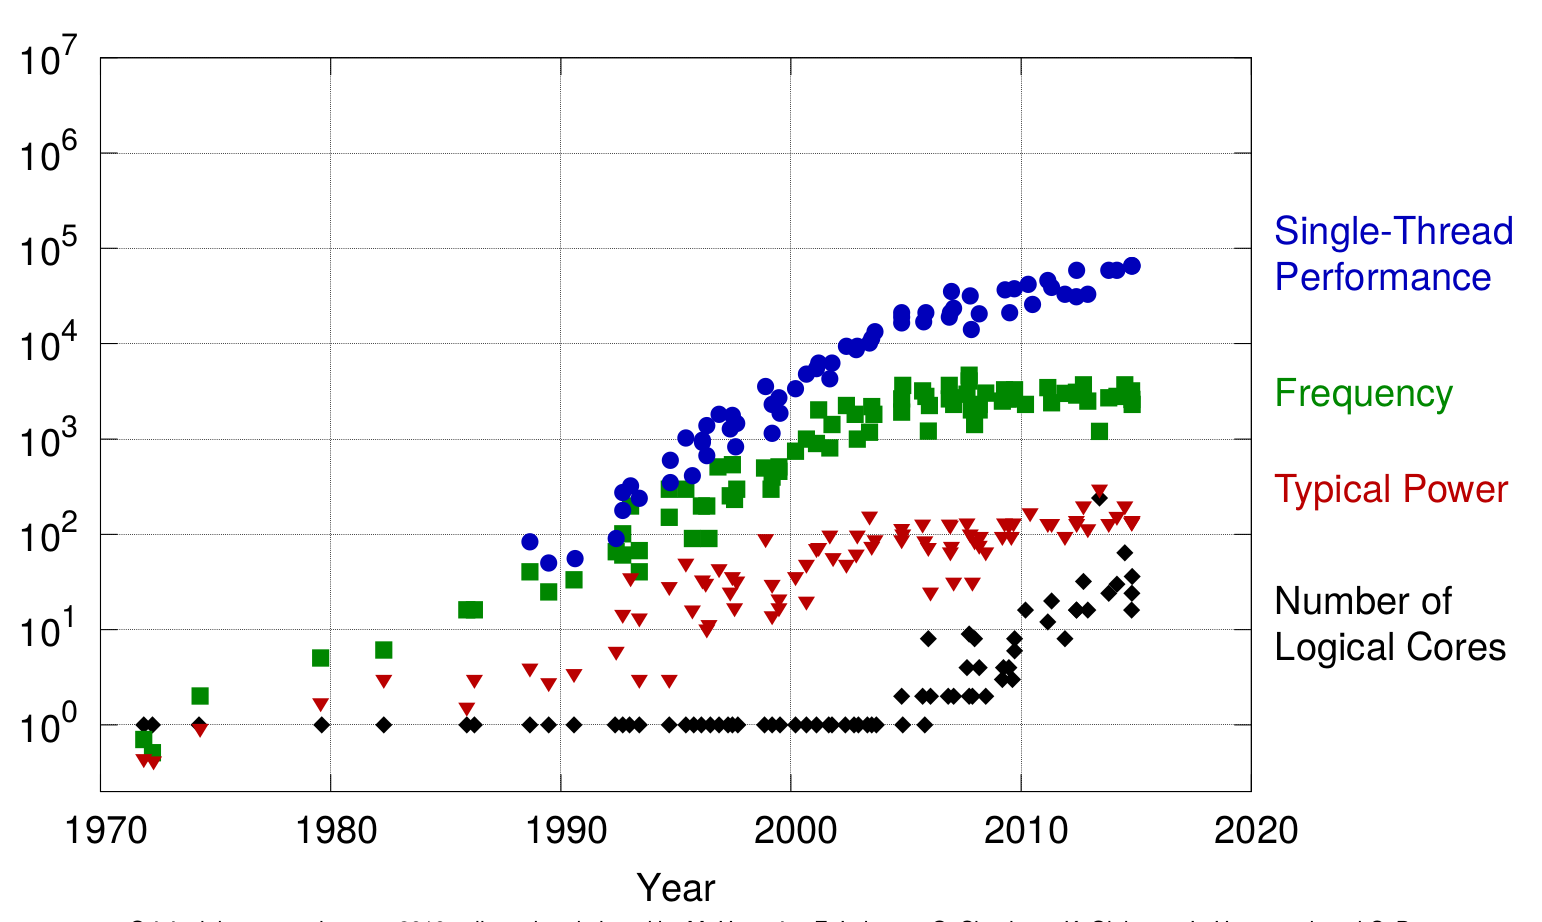 10^7
10^6
10^5
10^4
10^3
10^2
10^1
10^0
Single-Thread
Performance
Frequency
Typical Power
Number of
Logical Cores
1970 1980 1990 2000 2010 2020
Year